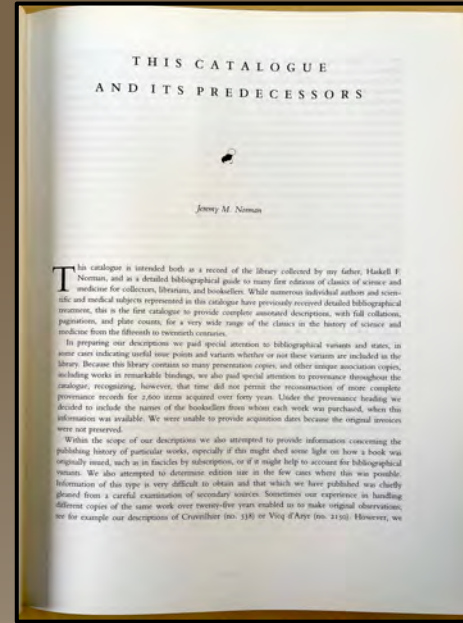 THIS CATALOGUE
AND ITS PREDECESSORS
Jeremy M. Norman
This catalogue is intended both as a record of the library collected by my father, Haskell F.
Norman, and as a detailed bibliographical guide to many first editions of classics of science and
medicine for collectors, librarians, and booksellers. While numerous individual authors and scien-
tific and medical subjects represented in this catalogue have previously received detailed bibliographical
treatment, this is the first catalogue to provide complete annotated descriptions, with full collations,
paginations, and plate counts, for a very wide range of the classics in the history of science and
medicine from the fifteenth to twentieth centuries.
In preparing our descriptions we paid special attention to bibliographical variants and states, in
some cases indicating useful issue points and variants whether or not these variants are included in the
library. Because this library contains so many presentation copies, and other unique association copies,
including works in remarkable bindings, we also paid special attention to provenance throughout the
catalogue, recognizing, however, that time did not permit the reconstruction of more complete
provenance records for 2,600 items acquired over forty years. Under the provenance heading we
decided to include the names of the booksellers from whom each work was purchased, when this
information was available. We were unable to provide acquisition dates because the original invoices
were not preserved.
Within the scope of our descriptions we also attempted to provide information concerning the
publishing history of particular works, especially if this might shed some light on how a book was
originally issued, such as in fascicles by subscription, or if it might help to account for bibliographical
variants. We also attempted to determine edition size in the few cases where this was possible.
Information of this type is very difficult to obtain and that which we have published was chiefly
gleaned from a careful examination of secondary sources. Sometimes our experience in handling
different copies of the same work over twenty-five years enabled us to make original observations;
see for example our descriptions of Cruveilhier (no. 538) or Vicq d'Azyr (no. 2150). However, we